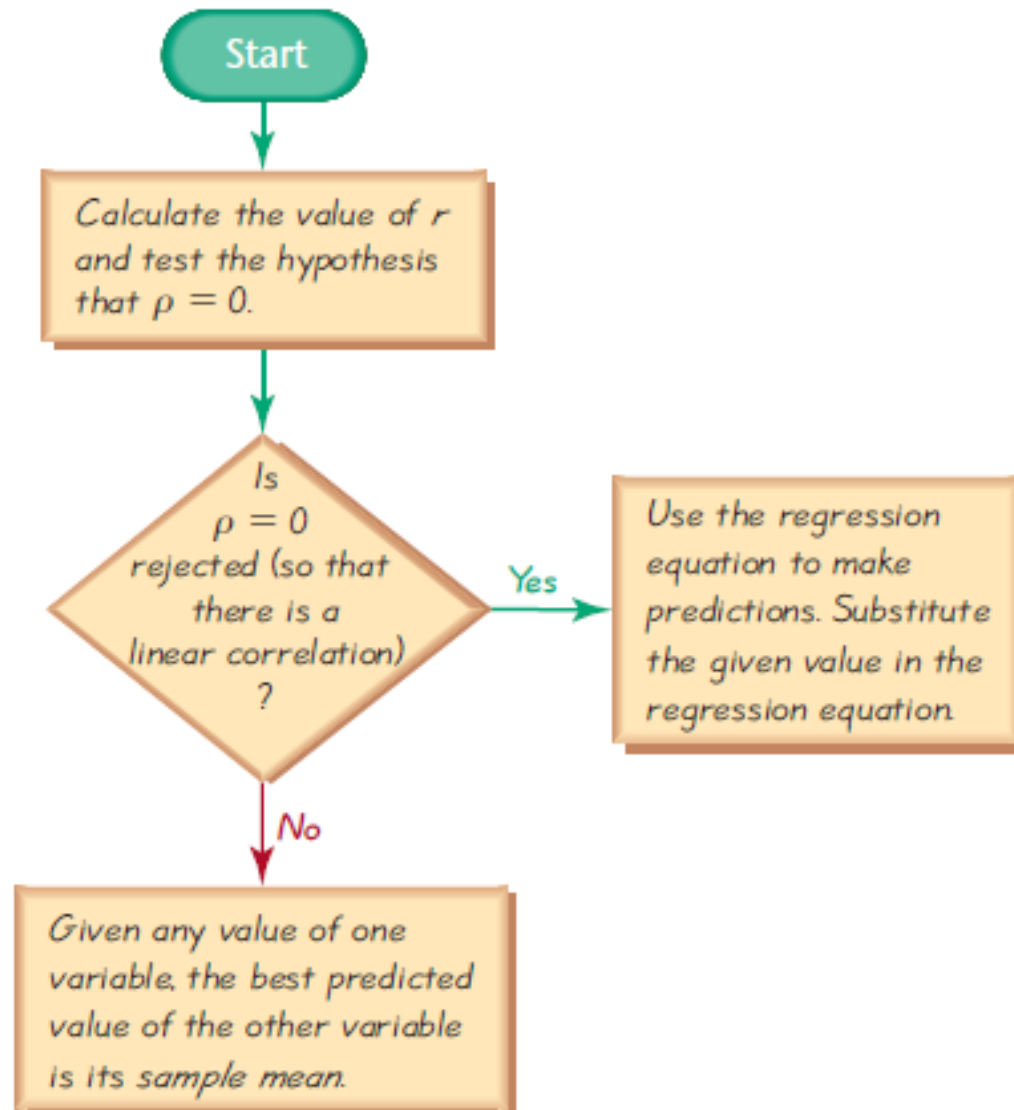 Start
Calculate the value of r
and test the hypothesis
that ρ = 0.
Is
ρ = 0
rejected (so that
there is a
linear correlation)
?
Yes
Use the regression
equation to make
predictions. Substitute
the given value in the
regression equation.
No
Given any value of one
variable, the best predicted
value of the other variable
is its sample mean.